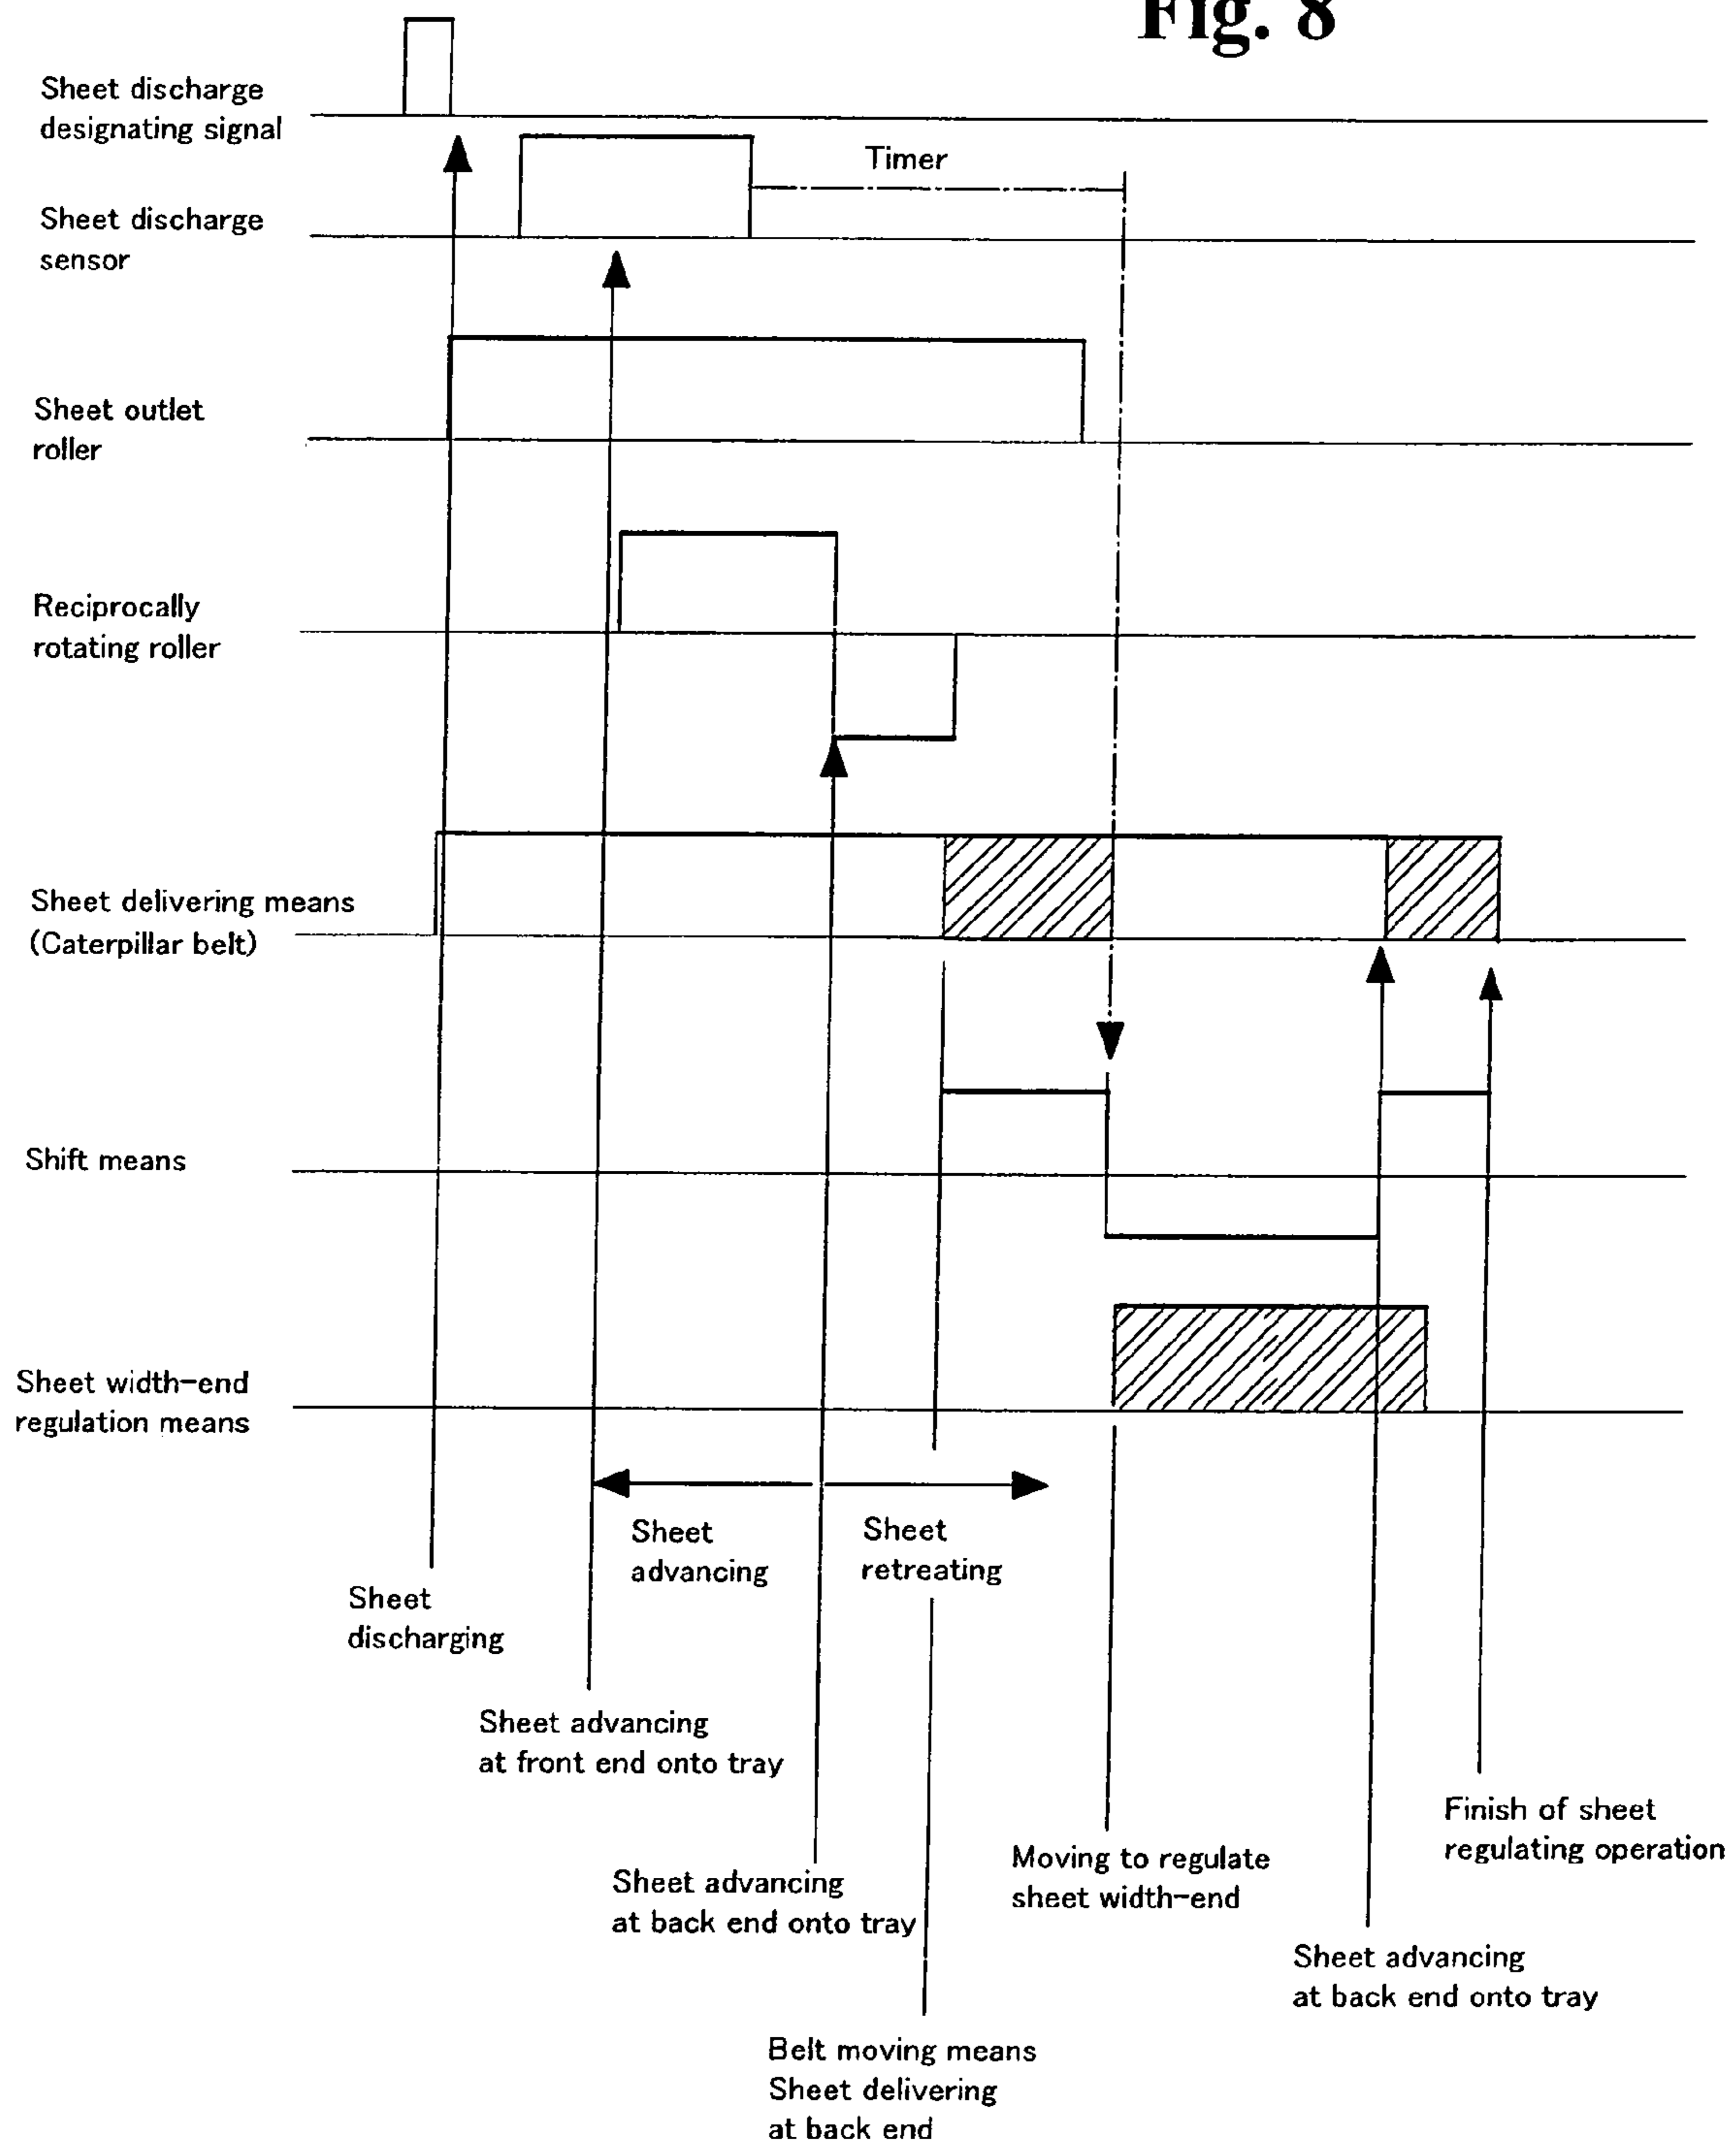 Fig. 8
Sheet discharge
designating signal
Timer
Sheet discharge
sensor
Sheet outlet
roller
Reciprocally
rotating roller
Sheet delivering means
(Caterpillar belt)
Shift means
Sheet width-end
regulation means
Sheet
advancing
Sheet
retreating
Sheet
discharging
Sheet advancing
at front end onto tray
Sheet advancing
at back end onto tray
Belt moving means
Sheet delivering
at back end
Moving to regulate
sheet width-end
Sheet advancing
at back end onto tray
Finish of sheet
regulating operation